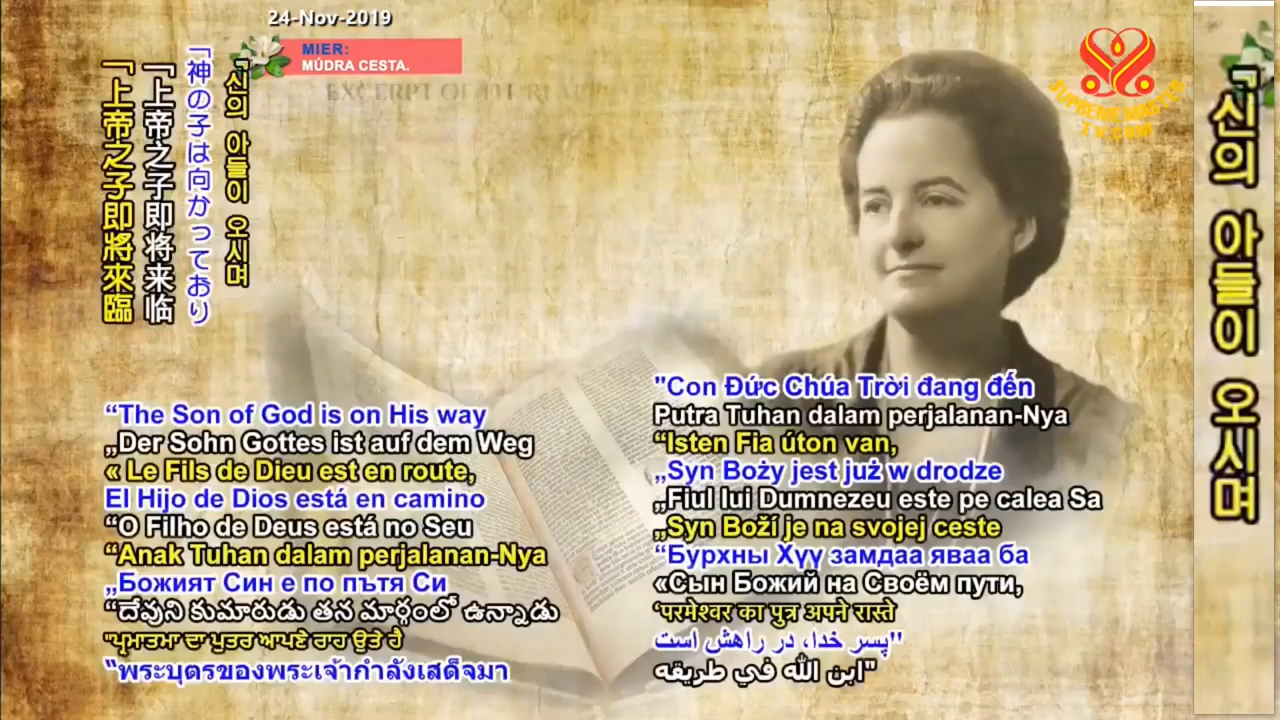 24-Nov-2019
MIER:
MÚDRA CESTA.
EXCERPT OF
SUPREME MASTER
TV.COM
『신의 아들이 오시며
「神の子は向かっており
「上帝之子即将来临
「上帝之子即將來臨
“The Son of God is on His way
„Der Sohn Gottes ist auf dem Weg
« Le Fils de Dieu est en route,
El Hijo de Dios está en camino
“O Filho de Deus está no Seu
“Anak Tuhan dalam perjalanan-Nya
„Божият Син е по пътя Си
“దేవుని కుమారుడు తన మార్గంలో ఉన్నాడు
"ਪ੍ਰਮਾਤਮਾ ਦਾ ਪੁਤਰ ਆਪਣੇ ਰਾਹ ਉਤੇ ਹੈ
“พระบุตรของพระเจ้ากำลังเสด็จมา
"Con Đức Chúa Trời đang đến
Putra Tuhan dalam perjalanan-Nya
“Isten Fia úton van,
„Syn Boży jest już w drodze
„Fiul lui Dumnezeu este pe calea Sa
„Syn Boží je na svojej ceste
“Бурхны Хүү замдаа яваа ба
«Сын Божий на Своём пути,
‘परमेश्वर का पुत्र अपने रास्ते
"پسر خدا، در راهش است
"ابن الله في طريقه
『신의 아들이 오시며